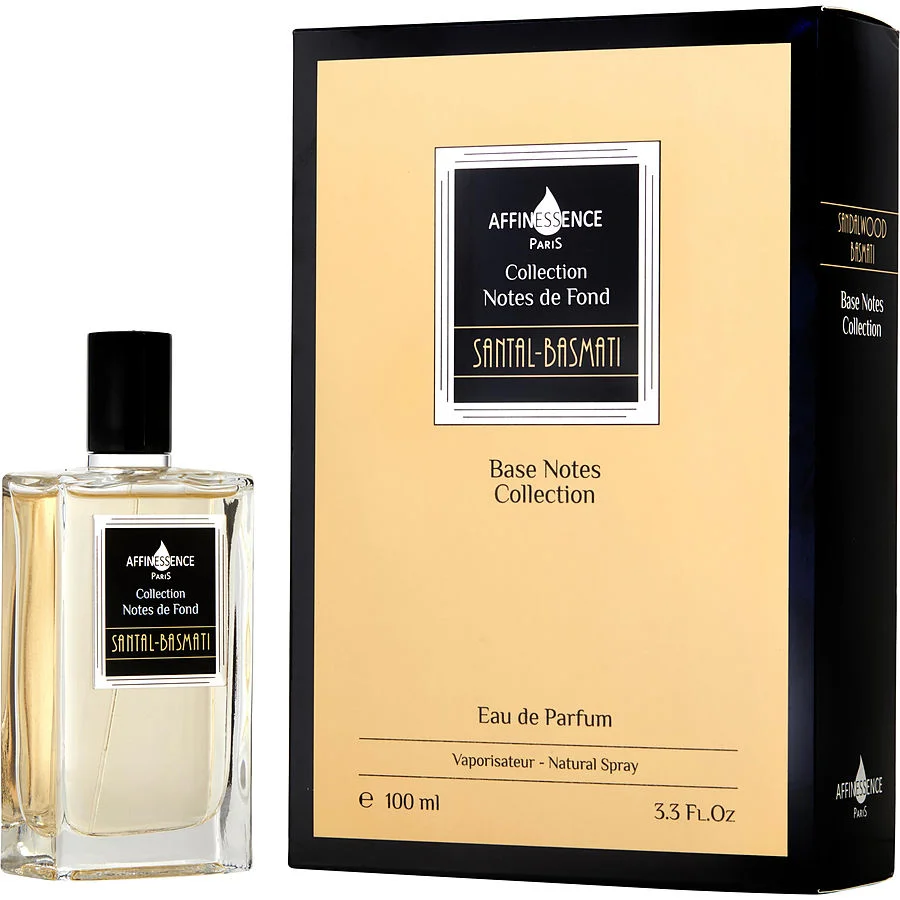 AFFINESSENCE
PARIS
Collection
Notes de Fond
SANTAL-BASMATI
AFFINESSENCE
PARIS
Collection
Notes de Fond
SANTAL-BASMATI
Base Notes
Collection
Eau de Parfum
Vaporisateur - Natural Spray
℮ 100 ml
3.3 FL.OZ
SANDALWOOD
BASMATI
Base Notes
Collection
AFFINESSENCE
PARIS